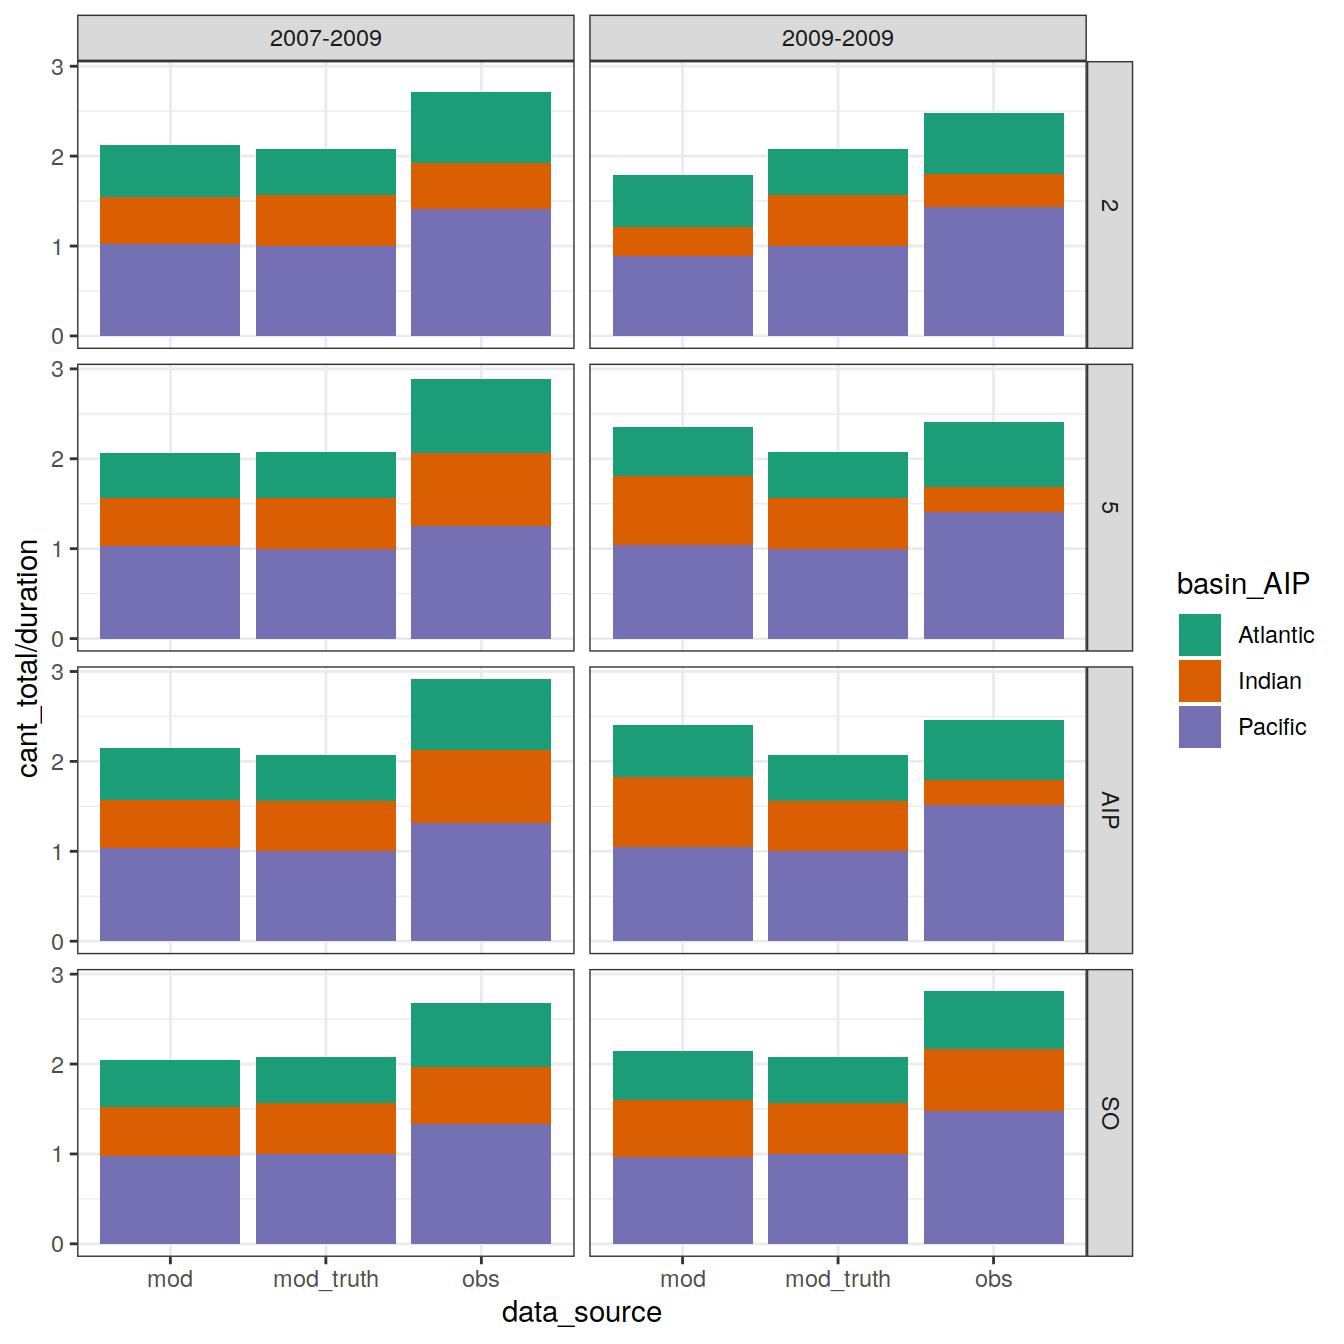 2007-2009
2009-2009
3
2
1
0
2
3
2
1
0
5
3
2
1
0
AIP
3
2
1
0
SO
mod
mod_truth
obs
mod
mod_truth
obs
data_source
cant_total/duration
basin_AIP
Atlantic
Indian
Pacific